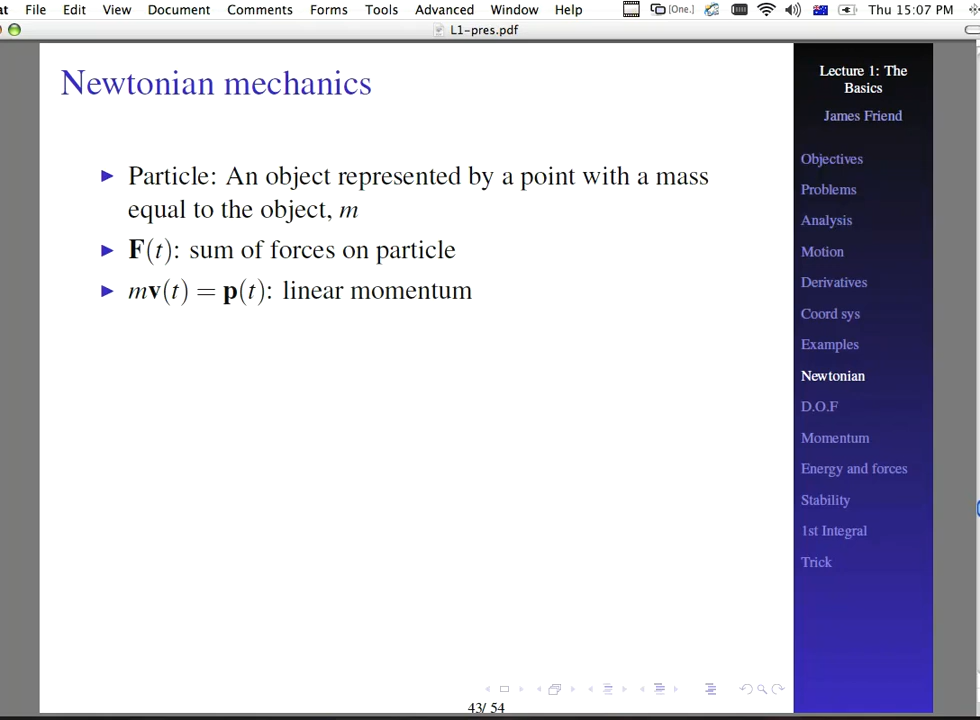 at File Edit View Document Comments Forms Tools Advanced Window Help [One.] Thu 15:07 PM
L1-pres.pdf
Newtonian mechanics
▶ Particle: An object represented by a point with a mass
equal to the object, m
▶ F(t): sum of forces on particle
▶ mv(t) = p(t): linear momentum
Lecture 1: The
Basics
James Friend
Objectives
Problems
Analysis
Motion
Derivatives
Coord sys
Examples
Newtonian
D.O.F
Momentum
Energy and forces
Stability
1st Integral
Trick
43/ 54